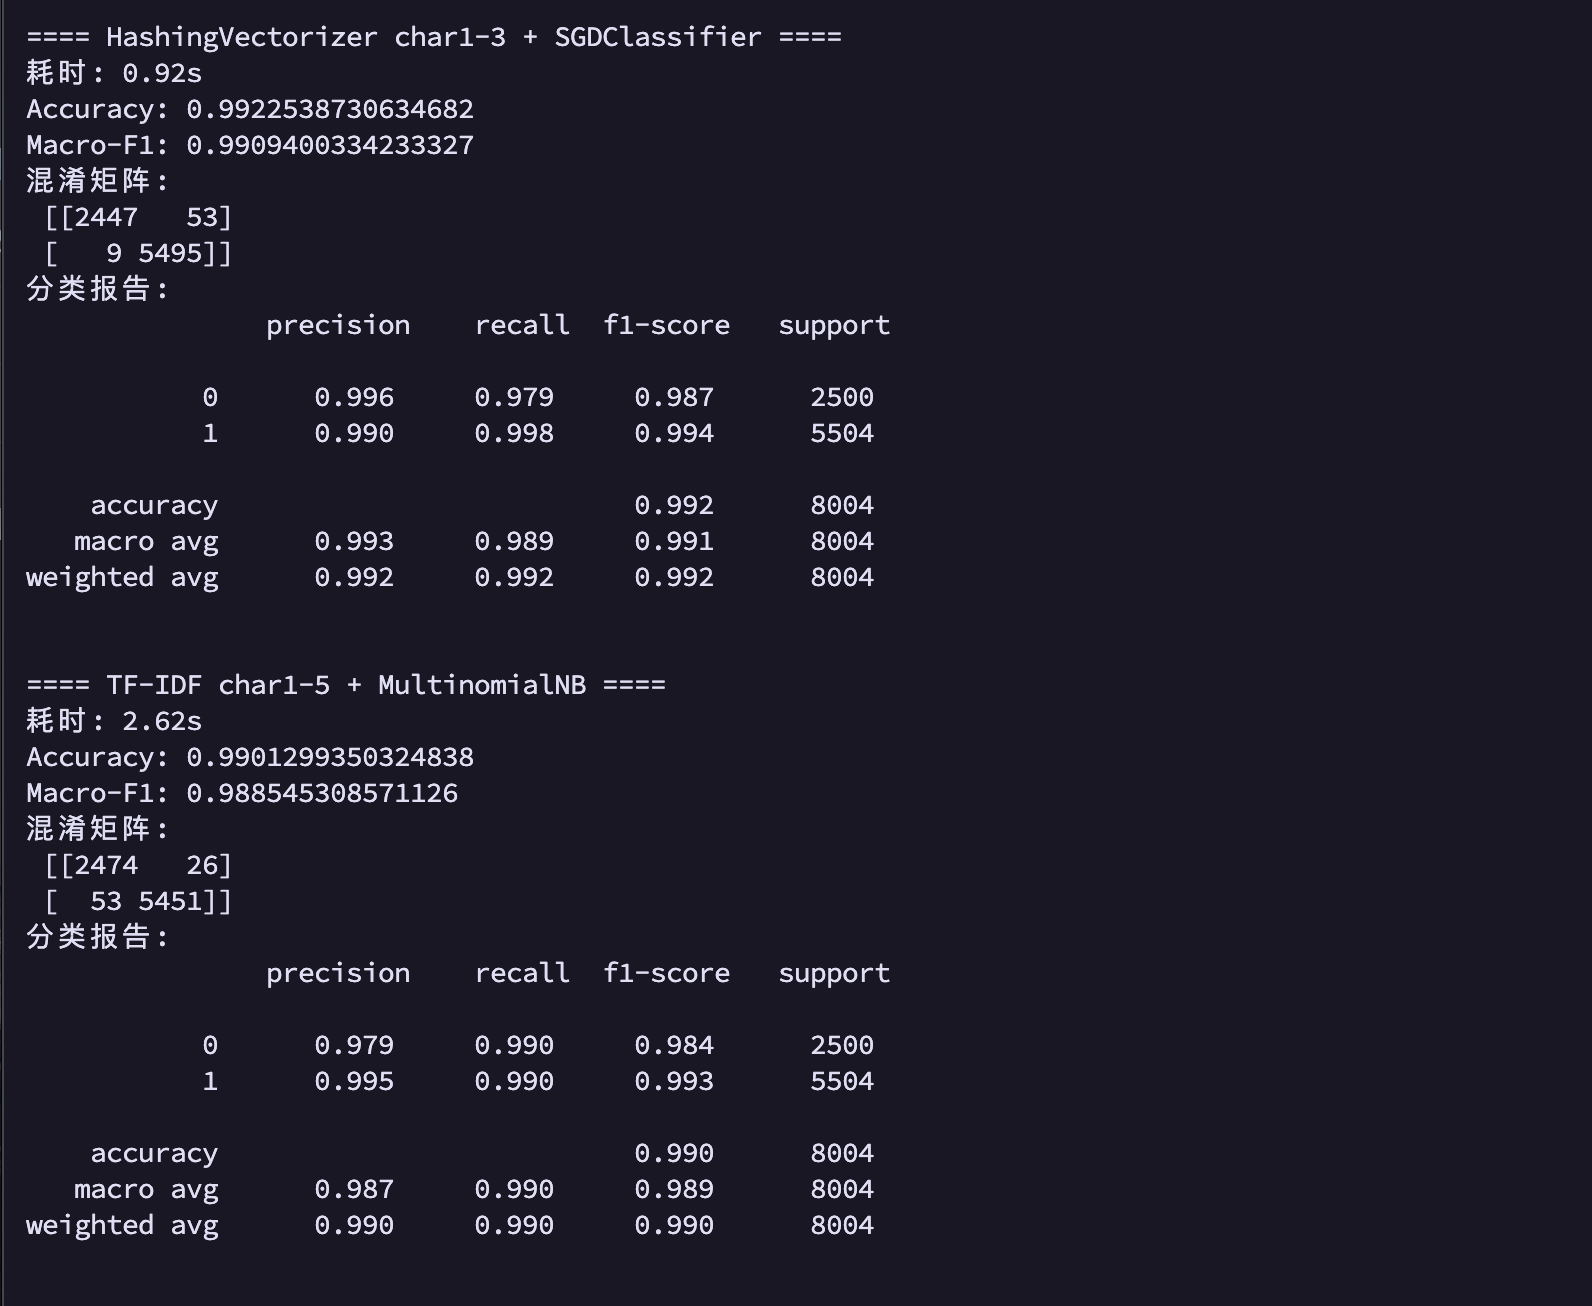 ==== HashingVectorizer char1-3 + SGDClassifier ====
耗时: 0.92s
Accuracy: 0.9922538730634682
Macro-F1: 0.9909400334233327
混淆矩阵:
 [[2447   53]
 [   9 5495]]
分类报告:
               precision    recall  f1-score   support

           0      0.996     0.979     0.987      2500
           1      0.990     0.998     0.994      5504

    accuracy                          0.992      8004
   macro avg      0.993     0.989     0.991      8004
weighted avg      0.992     0.992     0.992      8004

==== TF-IDF char1-5 + MultinomialNB ====
耗时: 2.62s
Accuracy: 0.9901299350324838
Macro-F1: 0.988545308571126
混淆矩阵:
 [[2474   26]
 [  53 5451]]
分类报告:
               precision    recall  f1-score   support

           0      0.979     0.990     0.984      2500
           1      0.995     0.990     0.993      5504

    accuracy                          0.990      8004
   macro avg      0.987     0.990     0.989      8004
weighted avg      0.990     0.990     0.990      8004